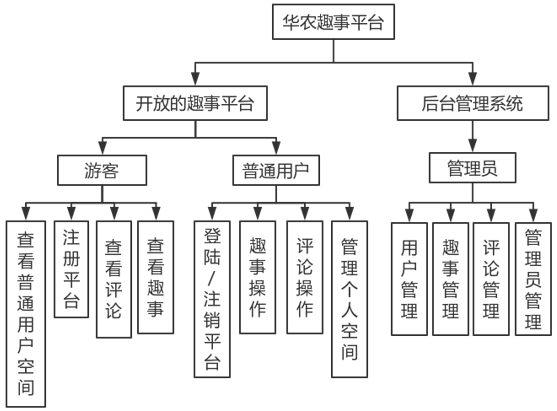 华农趣事平台
开放的趣事平台
后台管理系统
游客
普通用户
管理员
查看普通用户空间
注册平台
查看评论
查看趣事
登陆/注销平台
趣事操作
评论操作
管理个人空间
用户管理
趣事管理
评论管理
管理员管理